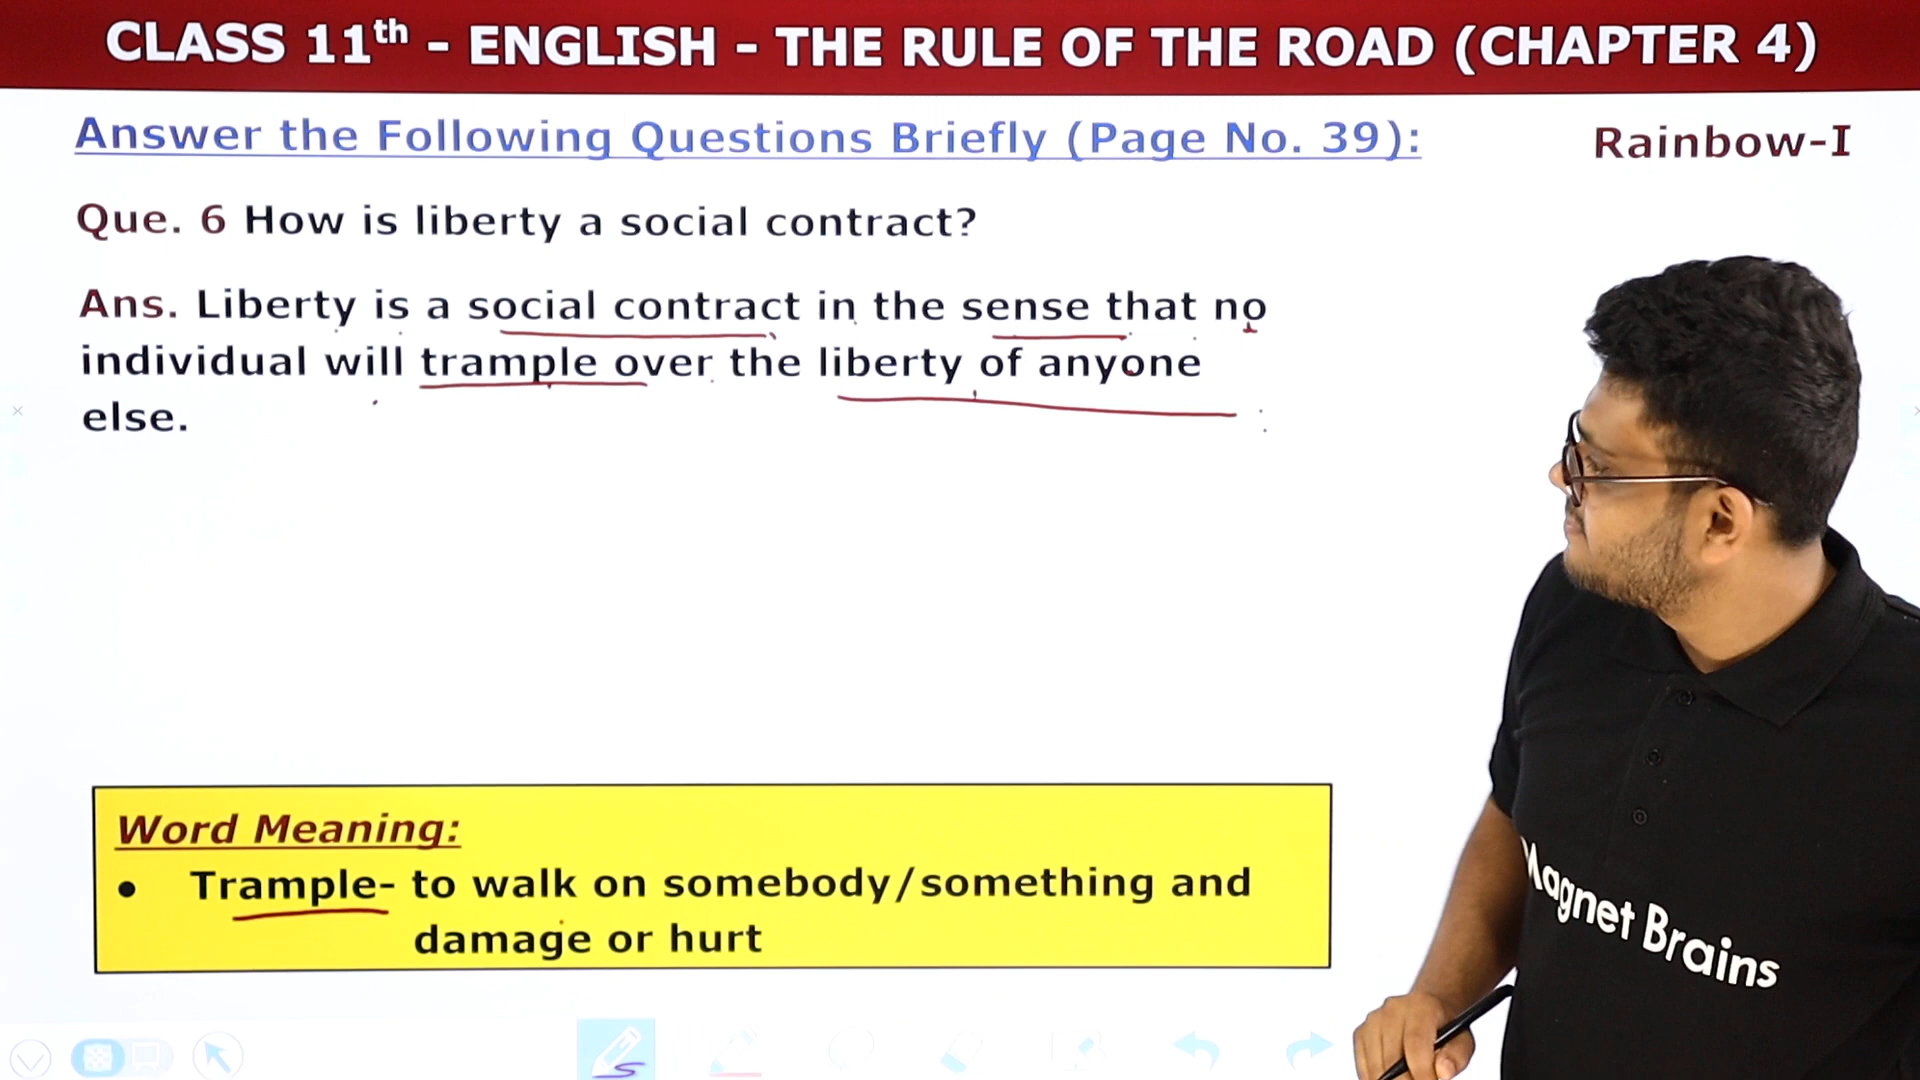 CLASS 11th - ENGLISH - THE RULE OF THE ROAD (CHAPTER 4)
Answer the Following Questions Briefly (Page No. 39):
Rainbow-I
Que. 6 How is liberty a social contract?
Ans. Liberty is a social contract in the sense that no
individual will trample over the liberty of anyone
else.
Word Meaning:
• Trample- to walk on somebody/something and
damage or hurt
Magnet Brains